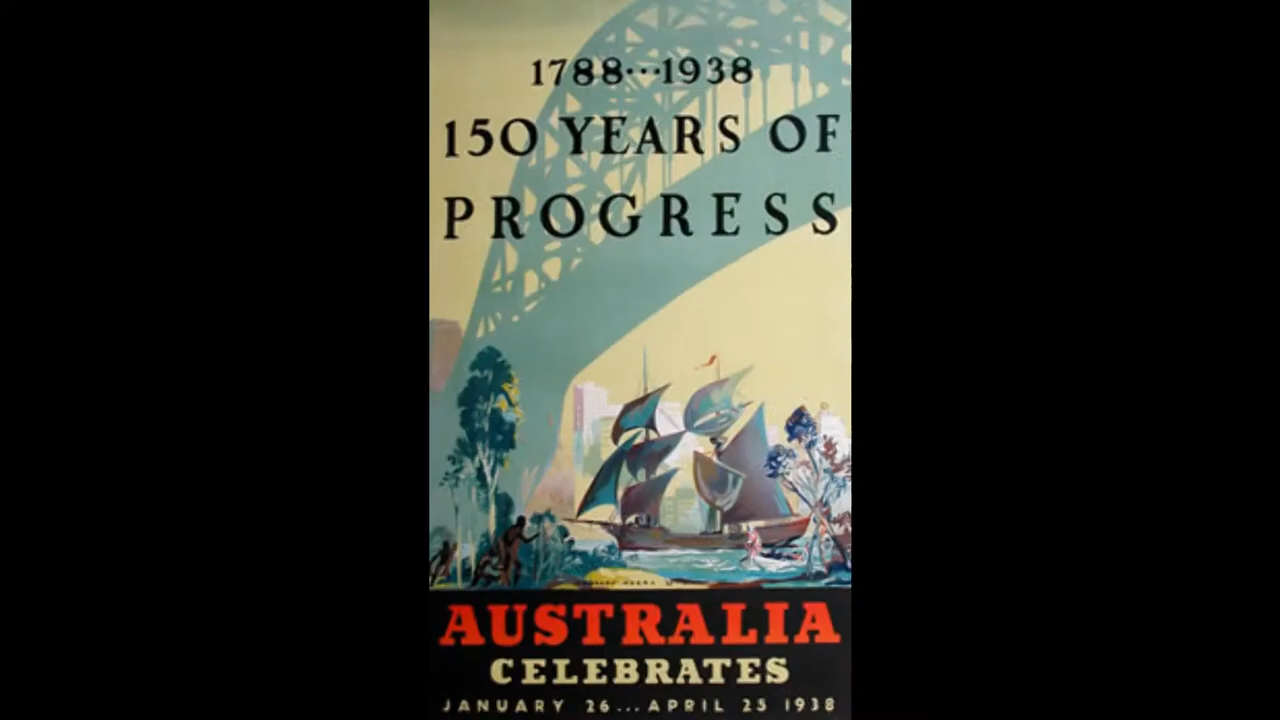 1788...1938
150 YEARS OF
PROGRESS
AUSTRALIA
CELEBRATES
JANUARY 26...APRIL 25 1938